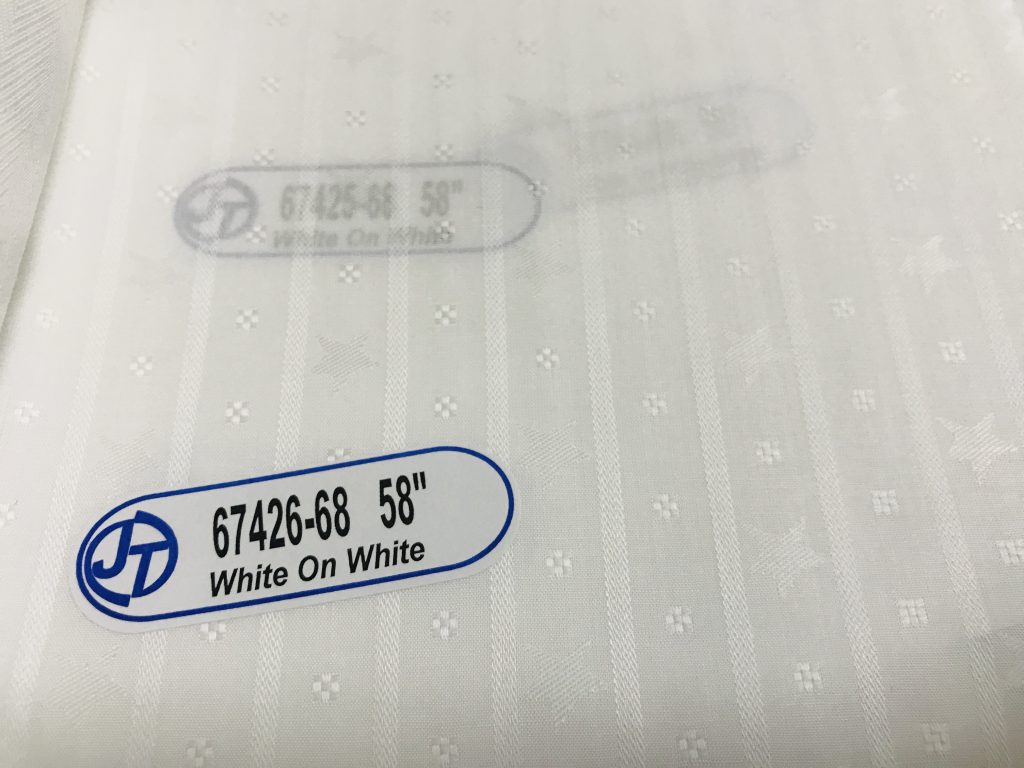 67425-68 58"
White On White
JT
67426-68 58"
White On White
JT